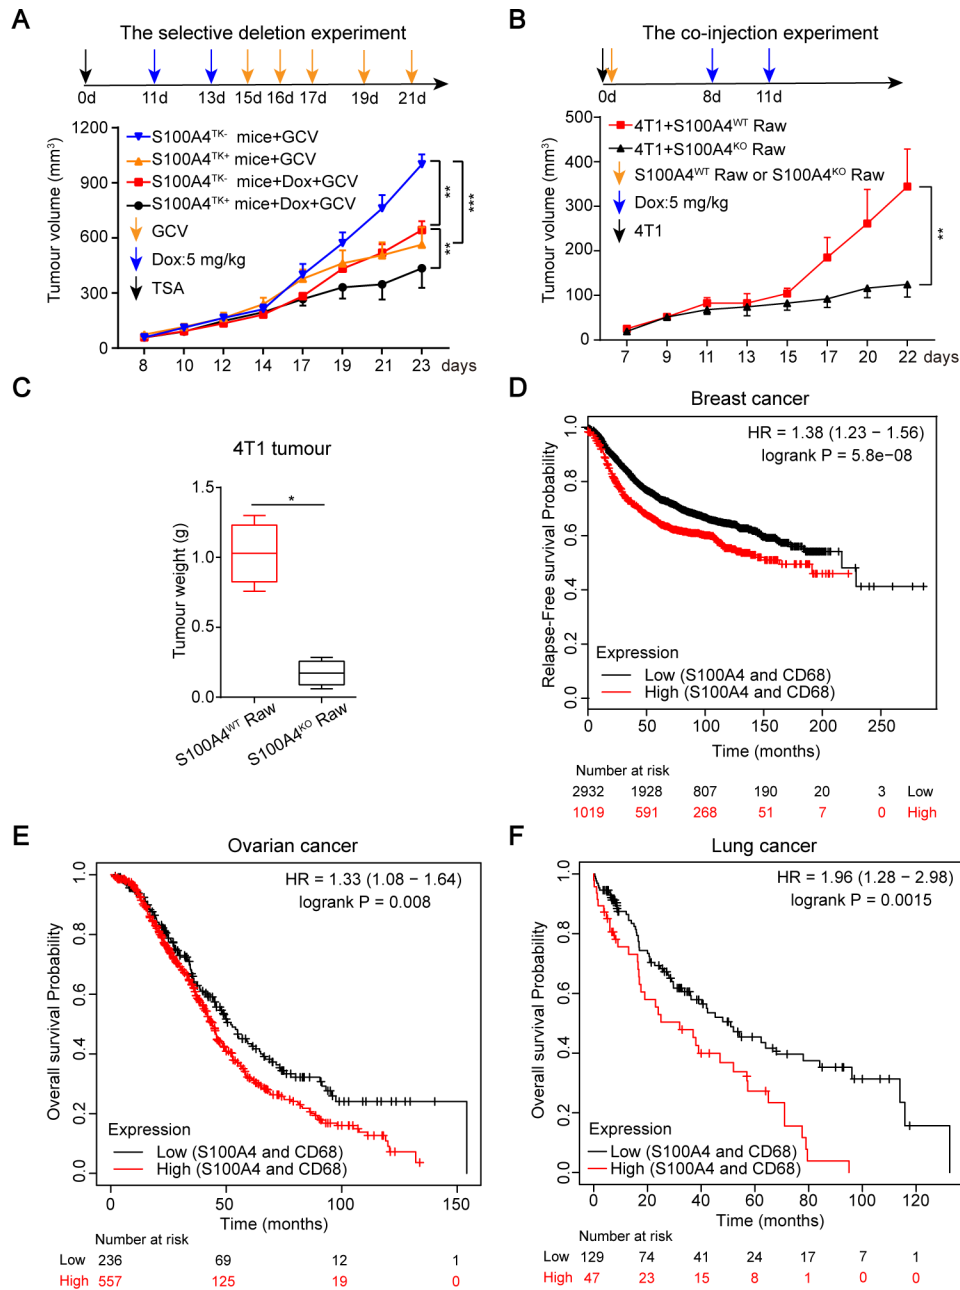 A
The selective deletion experiment
0d 11d 13d 15d 16d 17d 19d 21d
Tumour volume (mm³)
1200
900
600
300
0
S100A4ᵀᴷ⁻ mice+GCV
S100A4ᵀᴷ⁺ mice+GCV
S100A4ᵀᴷ⁻ mice+Dox+GCV
S100A4ᵀᴷ⁺ mice+Dox+GCV
GCV
Dox:5 mg/kg
TSA
** *** **
8 10 12 14 17 19 21 23 days
B
The co-injection experiment
0d 8d 11d
Tumour volume (mm³)
500
400
300
200
100
0
4T1+S100A4ᵂᵀ Raw
4T1+S100A4ᴷᴼ Raw
S100A4ᵂᵀ Raw or S100A4ᴷᴼ Raw
Dox:5 mg/kg
4T1
**
7 9 11 13 15 17 20 22 days
C
4T1 tumour
Tumour weight (g)
1.5
1.0
0.5
0.0
*
S100A4ᵂᵀ Raw
S100A4ᴷᴼ Raw
D
Breast cancer
HR = 1.38 (1.23 − 1.56)
logrank P = 5.8e−08
Relapse-Free survival Probability
1.0
0.8
0.6
0.4
0.2
0.0
Expression
Low (S100A4 and CD68)
High (S100A4 and CD68)
0 50 100 150 200 250
Time (months)
Number at risk
2932 1928 807 190 20 3 Low
1019 591 268 51 7 0 High
E
Ovarian cancer
HR = 1.33 (1.08 − 1.64)
logrank P = 0.008
Overall survival Probability
1.0
0.8
0.6
0.4
0.2
0.0
Expression
Low (S100A4 and CD68)
High (S100A4 and CD68)
0 50 100 150
Time (months)
Number at risk
Low 236 69 12 1
High 557 125 19 0
F
Lung cancer
HR = 1.96 (1.28 − 2.98)
logrank P = 0.0015
Overall survival Probability
1.0
0.8
0.6
0.4
0.2
0.0
Expression
Low (S100A4 and CD68)
High (S100A4 and CD68)
0 20 40 60 80 100 120
Time (months)
Number at risk
Low 129 74 41 24 17 7 1
High 47 23 15 8 1 0 0